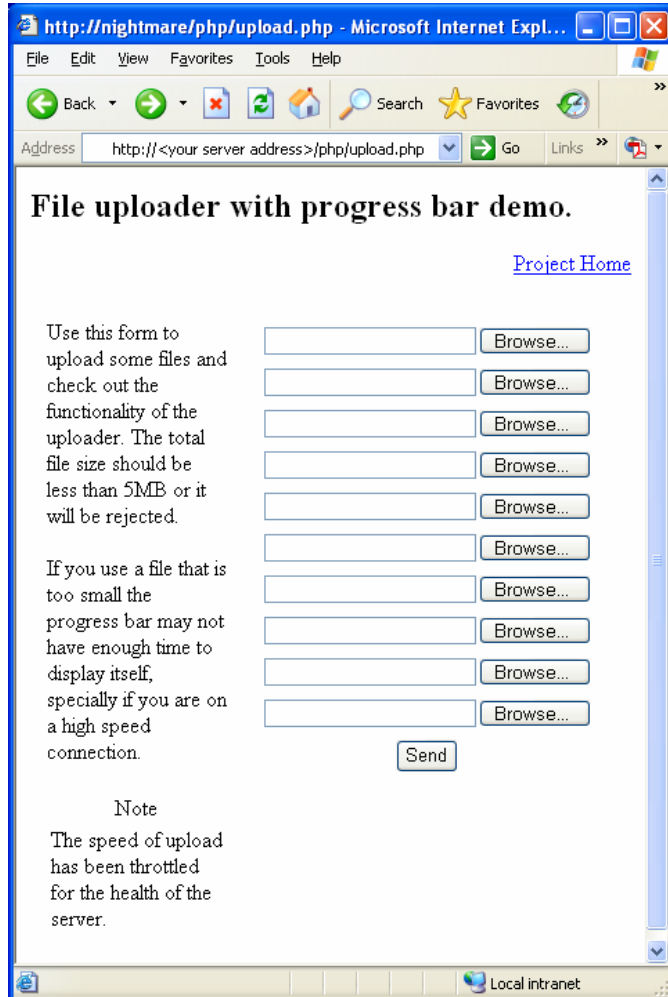 http://nightmare/php/upload.php - Microsoft Internet Expl...
File Edit View Favorites Tools Help
Back Search Favorites »
Address http://<your server address>/php/upload.php Go Links »
File uploader with progress bar demo.
Project Home
Use this form to
upload some files and
check out the
functionality of the
uploader. The total
file size should be
less than 5MB or it
will be rejected.
If you use a file that is
too small the
progress bar may not
have enough time to
display itself,
specially if you are on
a high speed
connection.
Note
The speed of upload
has been throttled
for the health of the
server.
Browse...
Browse...
Browse...
Browse...
Browse...
Browse...
Browse...
Browse...
Browse...
Browse...
Send
Local intranet